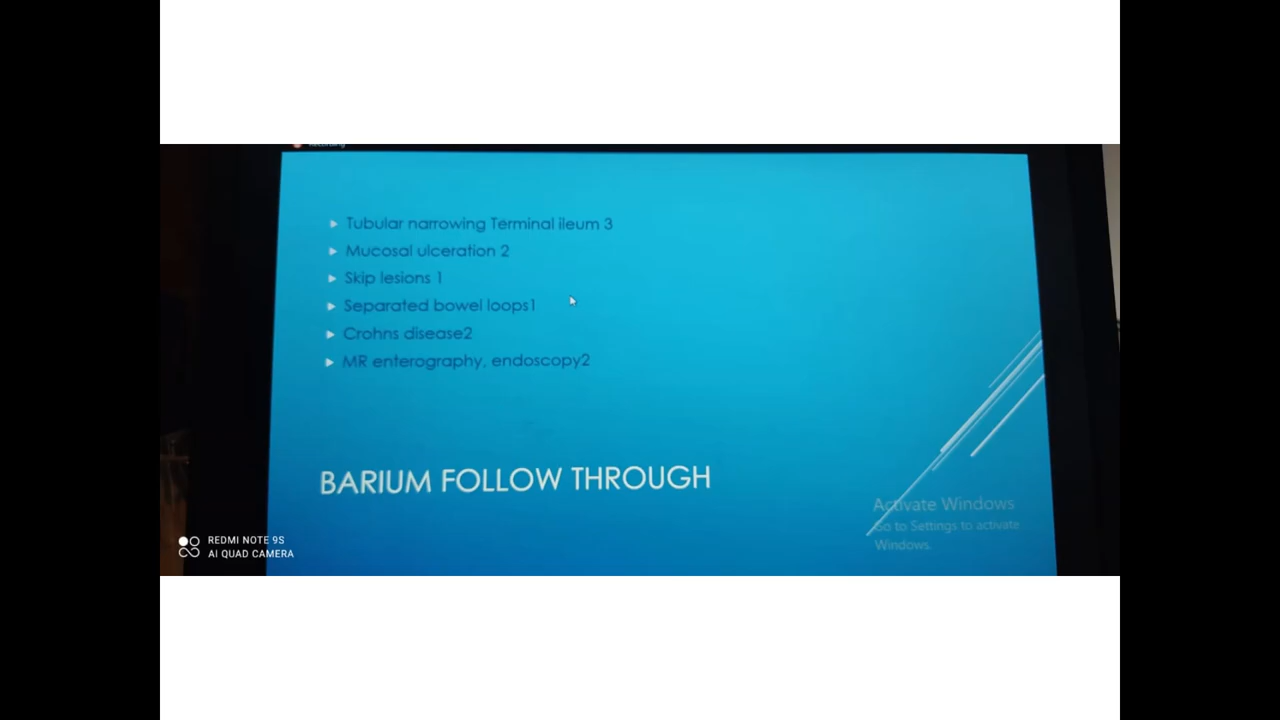 Recording
Tubular narrowing Terminal ileum 3
Mucosal ulceration 2
Skip lesions 1
Separated bowel loops1
Crohns disease2
MR enterography, endoscopy2
BARIUM FOLLOW THROUGH
Activate Windows
Go to Settings to activate
Windows.
REDMI NOTE 9S
AI QUAD CAMERA